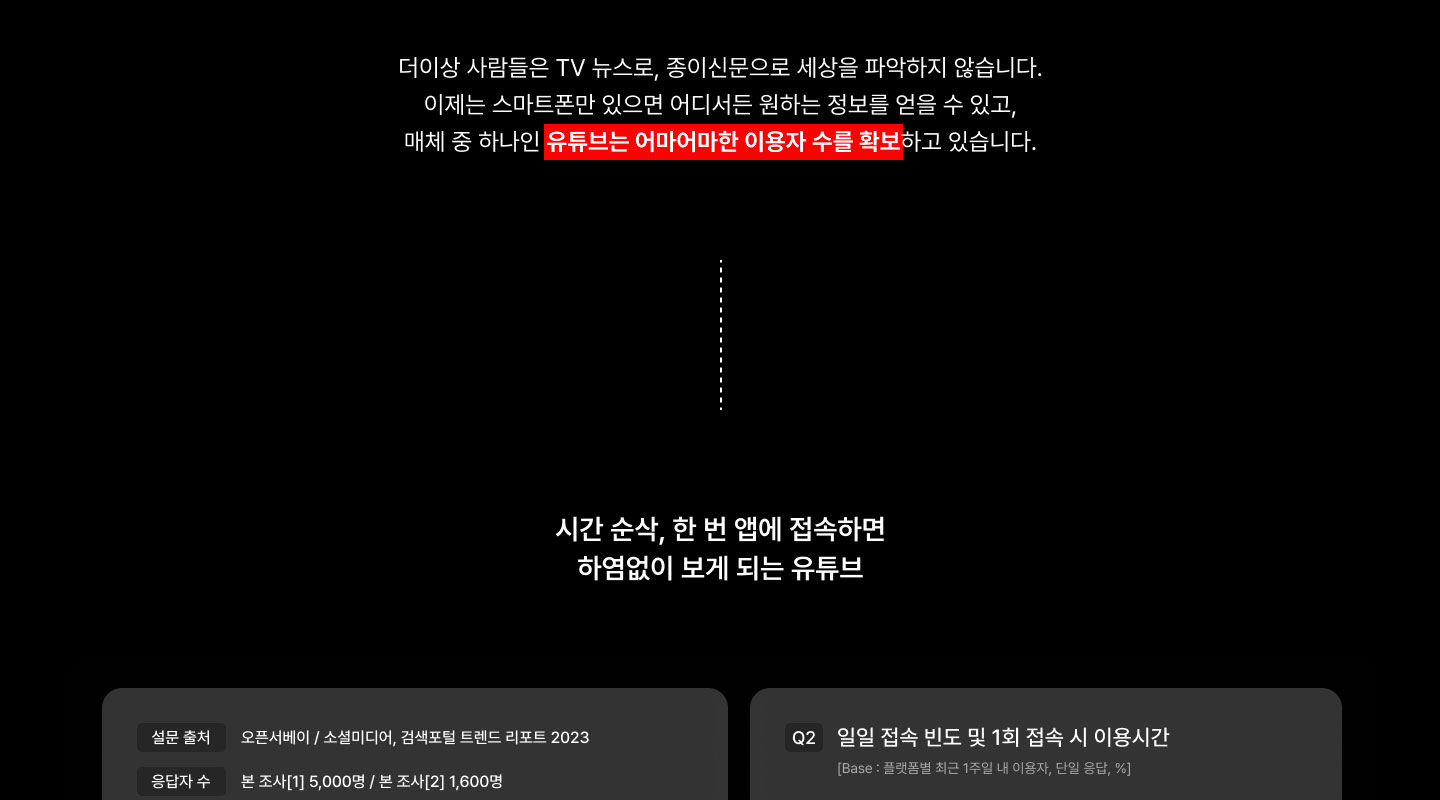 더이상 사람들은 TV 뉴스로, 종이신문으로 세상을 파악하지 않습니다.
이제는 스마트폰만 있으면 어디서든 원하는 정보를 얻을 수 있고,
매체 중 하나인 유튜브는 어마어마한 이용자 수를 확보하고 있습니다.
시간 순삭, 한 번 앱에 접속하면
하염없이 보게 되는 유튜브
설문 출처 오픈서베이 / 소셜미디어, 검색포털 트렌드 리포트 2023
응답자 수 본 조사[1] 5,000명 / 본 조사[2] 1,600명
Q2 일일 접속 빈도 및 1회 접속 시 이용시간
[Base : 플랫폼별 최근 1주일 내 이용자, 단일 응답, %]